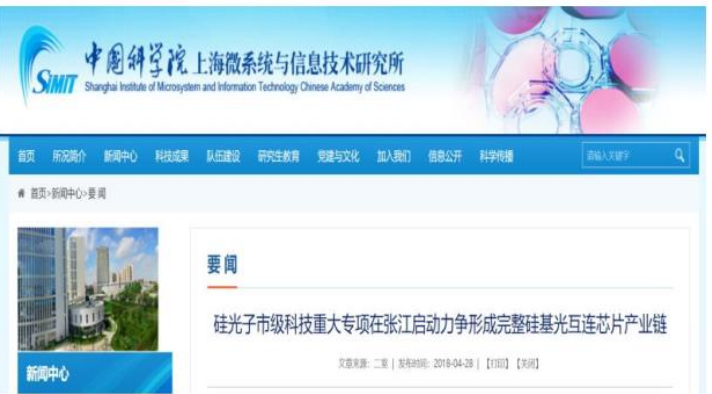 SIMIT
中国科学院 上海微系统与信息技术研究所
Shanghai Institute of Microsystem and Information Technology Chinese Academy of Sciences
首页 所况简介 新闻中心 科技成果 队伍建设 研究生教育 党建与文化 加入我们 信息公开 科学传播 请输入关键字
首页>新闻中心>要闻
要闻
硅光子市级科技重大专项在张江启动力争形成完整硅基光互连芯片产业链
文章来源: 二室 | 发布时间: 2018-04-28 | 【打印】 【关闭】
新闻中心